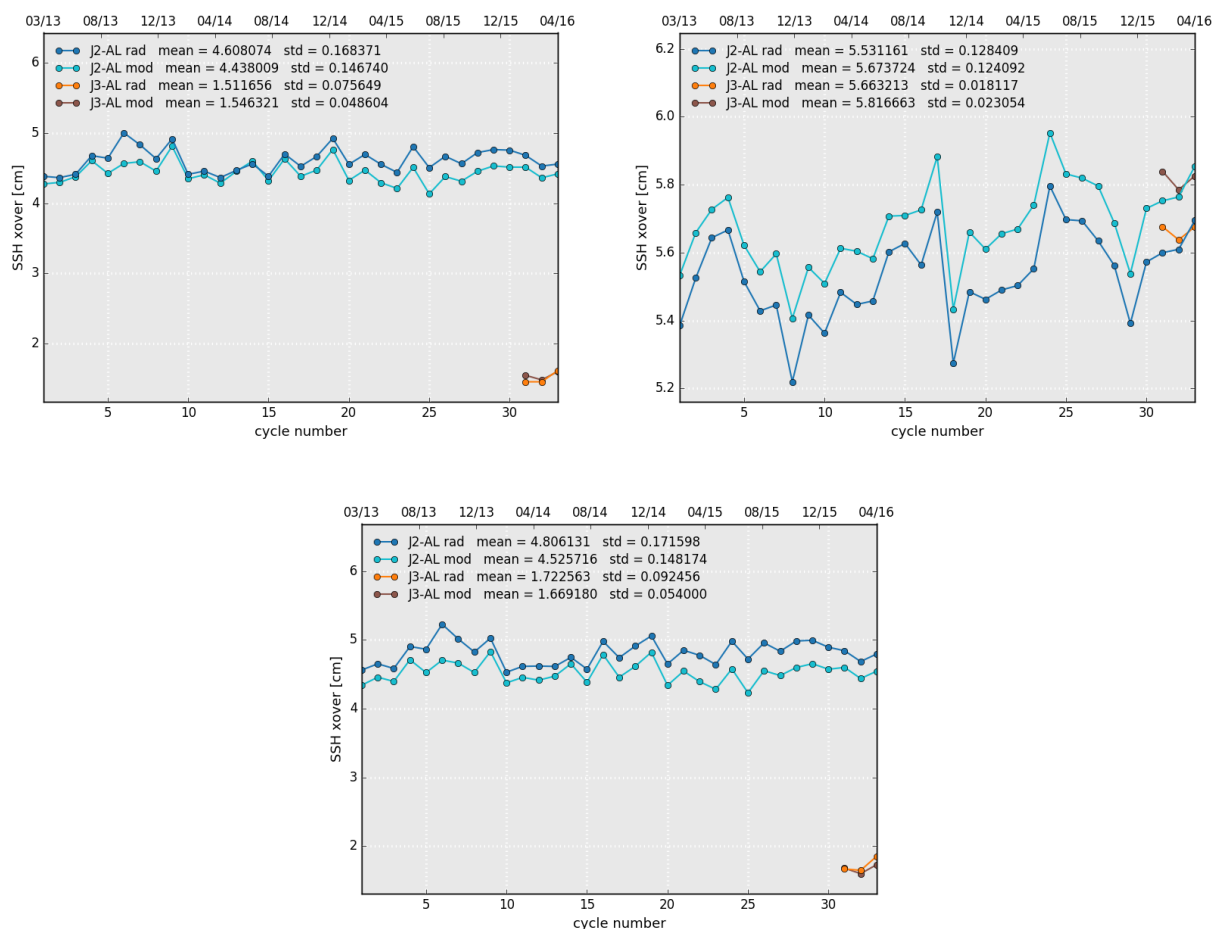 03/13 08/13 12/13 04/14 08/14 12/14 04/15 08/15 12/15 04/16
J2-AL rad mean = 4.608074 std = 0.168371
J2-AL mod mean = 4.438009 std = 0.146740
J3-AL rad mean = 1.511656 std = 0.075649
J3-AL mod mean = 1.546321 std = 0.048604
6
5
4
3
2
SSH xover [cm]
5 10 15 20 25 30
cycle number
03/13 08/13 12/13 04/14 08/14 12/14 04/15 08/15 12/15 04/16
J2-AL rad mean = 5.531161 std = 0.128409
J2-AL mod mean = 5.673724 std = 0.124092
J3-AL rad mean = 5.663213 std = 0.018117
J3-AL mod mean = 5.816663 std = 0.023054
6.2
6.0
5.8
5.6
5.4
5.2
SSH xover [cm]
5 10 15 20 25 30
cycle number
03/13 08/13 12/13 04/14 08/14 12/14 04/15 08/15 12/15 04/16
J2-AL rad mean = 4.806131 std = 0.171598
J2-AL mod mean = 4.525716 std = 0.148174
J3-AL rad mean = 1.722563 std = 0.092456
J3-AL mod mean = 1.669180 std = 0.054000
6
5
4
3
2
SSH xover [cm]
5 10 15 20 25 30
cycle number